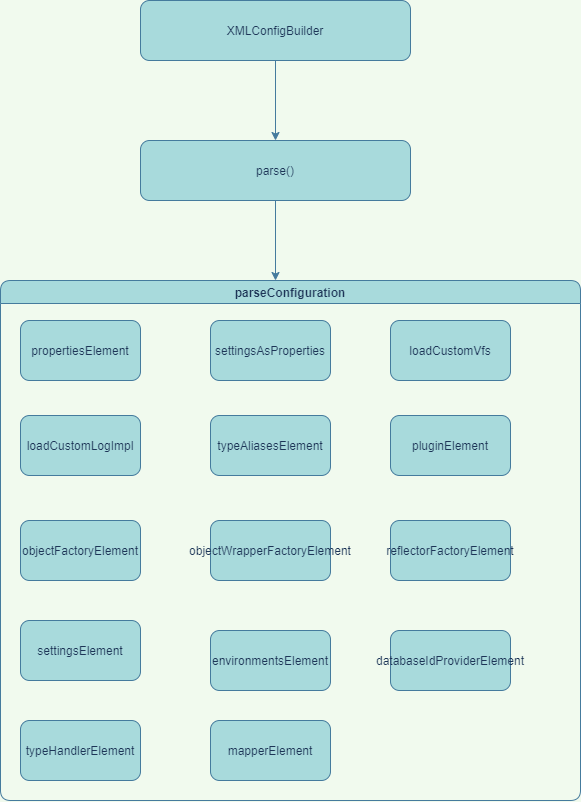 XMLConfigBuilder
parse()
parseConfiguration
propertiesElement
settingsAsProperties
loadCustomVfs
loadCustomLogImpl
typeAliasesElement
pluginElement
objectFactoryElement
objectWrapperFactoryElement
reflectorFactoryElement
settingsElement
environmentsElement
databaseIdProviderElement
typeHandlerElement
mapperElement